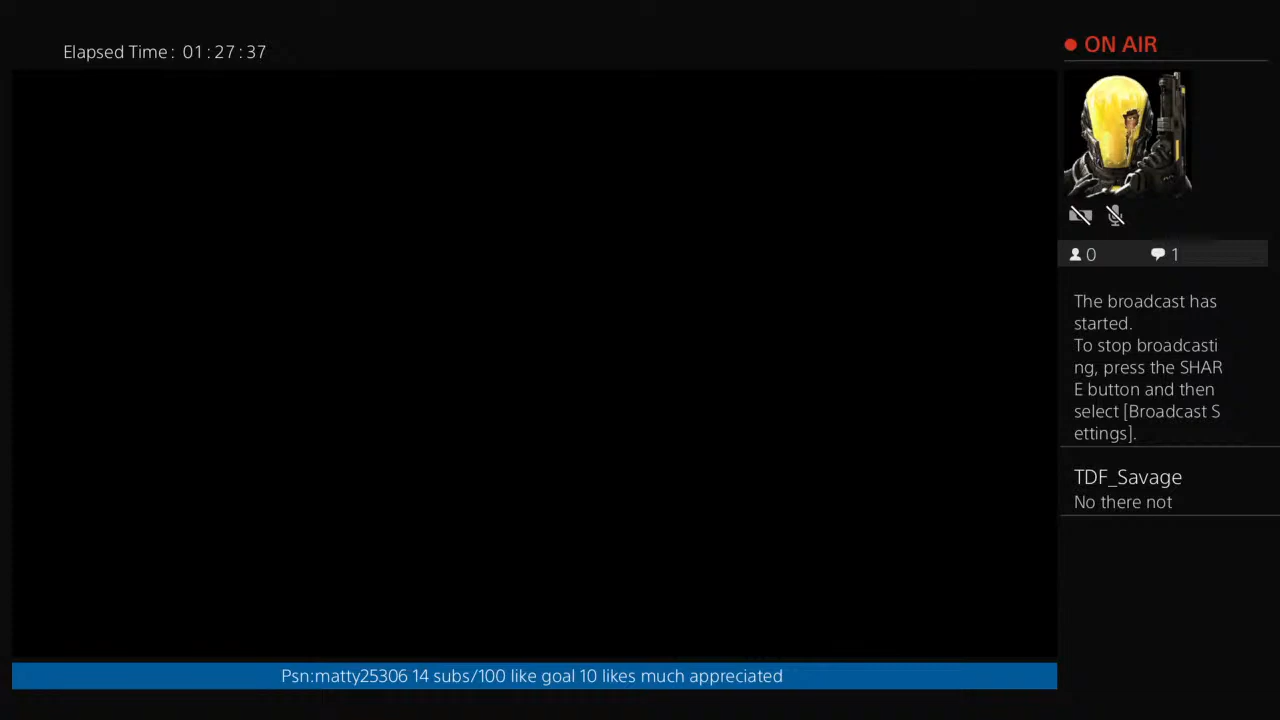 Elapsed Time: 01:27:37
ON AIR
0 1
The broadcast has
started.
To stop broadcasti
ng, press the SHAR
E button and then
select [Broadcast S
ettings].
TDF_Savage
No there not
Psn:matty25306 14 subs/100 like goal 10 likes much appreciated